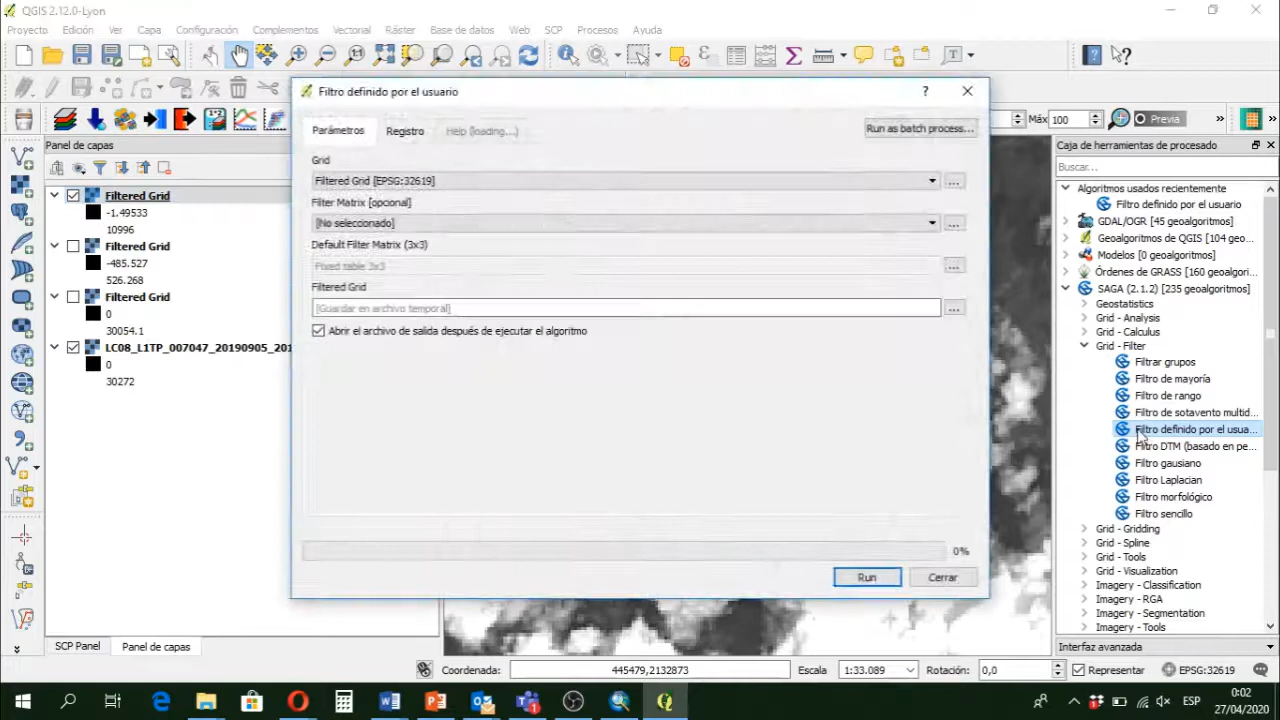 QGIS 2.12.0-Lyon
Proyecto Editar Ver Capa Configuración Complementos Vectorial Ráster Base de datos Web SCP Procesos Ayuda
Máx 100 Previa
Panel de capas
Filtered Grid
-1.49533
10996
Filtered Grid
-485.527
526.268
Filtered Grid
0
30054.1
LC08_L1TP_007047_20190905_201
0
30272
SCP Panel Panel de capas
Filtro definido por el usuario
Parámetros Registro Help (loading...) Run as batch process...
Grid
Filtered Grid [EPSG:32619] ...
Filter Matrix [opcional]
[No seleccionado] ...
Default Filter Matrix (3x3)
Fixed table 3x3 ...
Filtered Grid
[Guardar en archivo temporal] ...
Abrir el archivo de salida después de ejecutar el algoritmo
0%
Run Cerrar
Caja de herramientas de procesado
Buscar...
Algoritmos usados recientemente
Filtro definido por el usuario
GDAL/OGR [45 geoalgoritmos]
Geoalgoritmos de QGIS [104 geo...
Modelos [0 geoalgoritmos]
Órdenes de GRASS [160 geoalgori...
SAGA (2.1.2) [235 geoalgoritmos]
Geostatistics
Grid - Analysis
Grid - Calculus
Grid - Filter
Filtrar grupos
Filtro de mayoría
Filtro de rango
Filtro de sotavento multid...
Filtro definido por el usua...
Filtro DTM (basado en pe...
Filtro gausiano
Filtro Laplacian
Filtro morfológico
Filtro sencillo
Grid - Gridding
Grid - Spline
Grid - Tools
Grid - Visualization
Imagery - Classification
Imagery - RGA
Imagery - Segmentation
Imagery - Tools
Interfaz avanzada
Coordenada: 445479,2132873 Escala 1:33.089 Rotación: 0,0 Representar EPSG:32619
ESP 0:02
27/04/2020